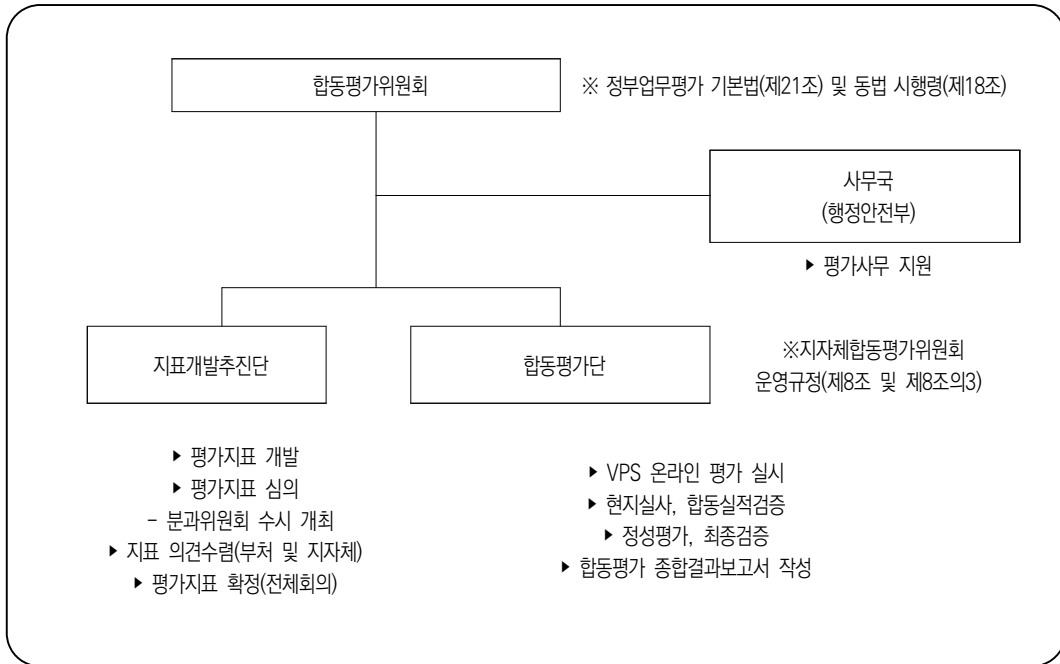 합동평가위원회
※ 정부업무평가 기본법(제21조) 및 동법 시행령(제18조)
사무국
(행정안전부)
▶ 평가사무 지원
지표개발추진단
합동평가단
※지자체합동평가위원회
운영규정(제8조 및 제8조의3)
▶ 평가지표 개발
▶ 평가지표 심의
- 분과위원회 수시 개최
▶ 지표 의견수렴(부처 및 지자체)
▶ 평가지표 확정(전체회의)
▶ VPS 온라인 평가 실시
▶ 현지실사, 합동실적검증
▶ 정성평가, 최종검증
▶ 합동평가 종합결과보고서 작성